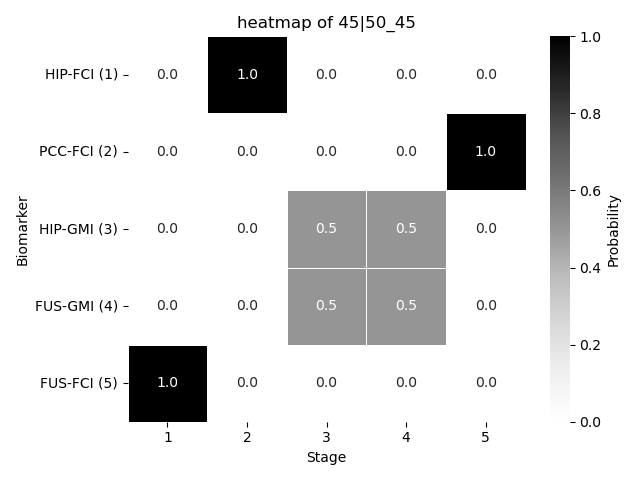 heatmap of 45|50_45
HIP-FCI (1) 0.0 1.0 0.0 0.0 0.0
PCC-FCI (2) 0.0 0.0 0.0 0.0 1.0
HIP-GMI (3) 0.0 0.0 0.5 0.5 0.0
FUS-GMI (4) 0.0 0.0 0.5 0.5 0.0
FUS-FCI (5) 1.0 0.0 0.0 0.0 0.0
1 2 3 4 5
Stage
Biomarker
1.0
0.8
0.6
0.4
0.2
0.0
Probability